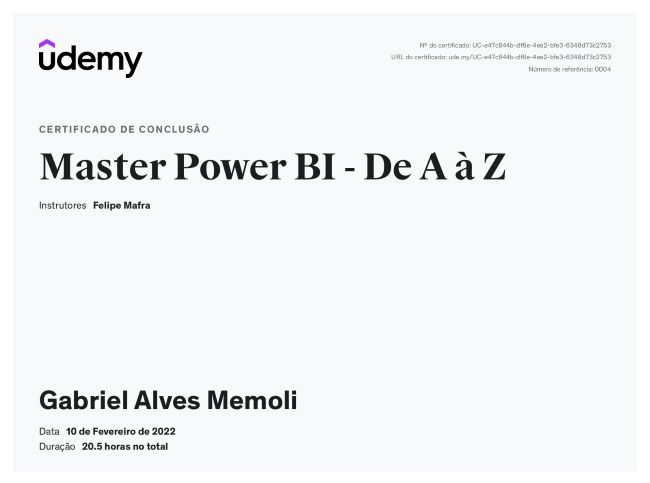 udemy
Nº do certificado: UC-e47c844b-df6e-4ee2-bfe3-6348d73c2753
URL do certificado: ude.my/UC-e47c844b-df6e-4ee2-bfe3-6348d73c2753
Número de referência: 0004
CERTIFICADO DE CONCLUSÃO
Master Power BI - De A à Z
Instrutores Felipe Mafra
Gabriel Alves Memoli
Data 10 de Fevereiro de 2022
Duração 20.5 horas no total